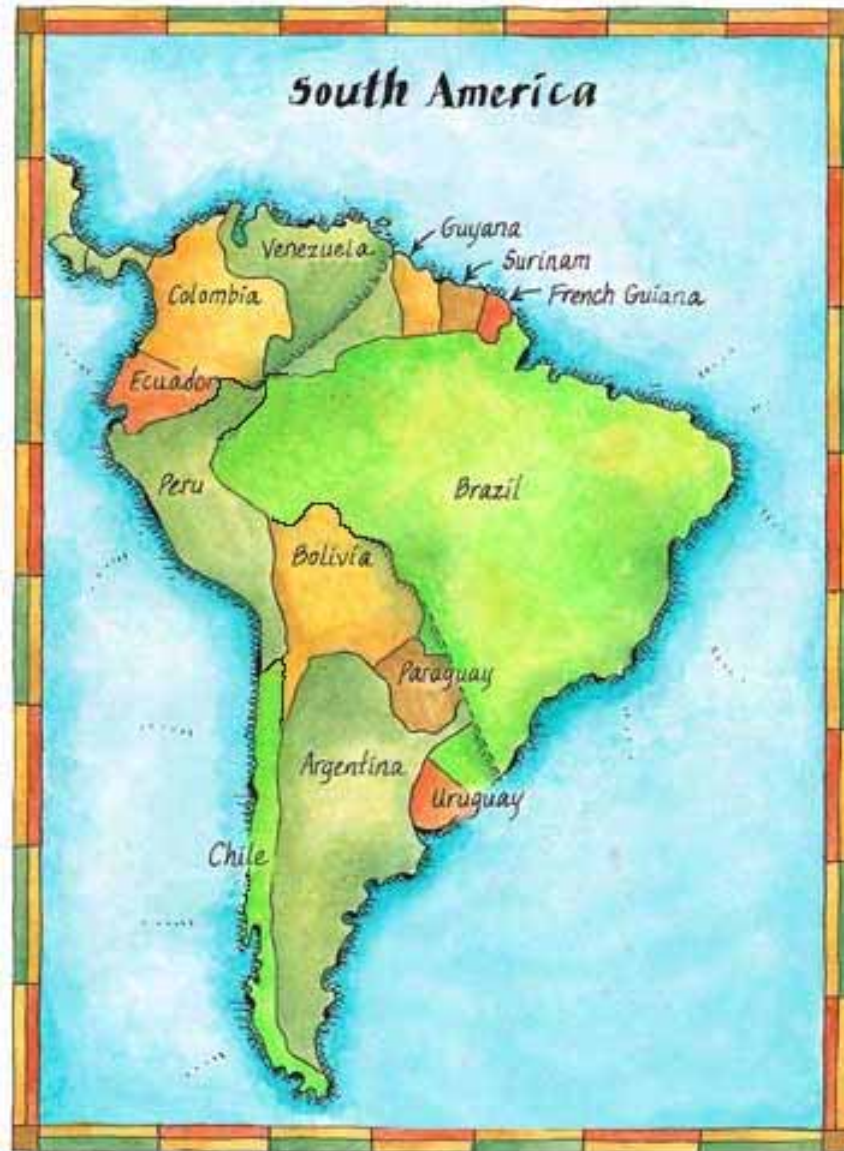 South America
Guyana
Venezuela
Surinam
Colombia
French Guiana
Ecuador
Peru
Brazil
Bolivia
Paraguay
Argentina
Uruguay
Chile